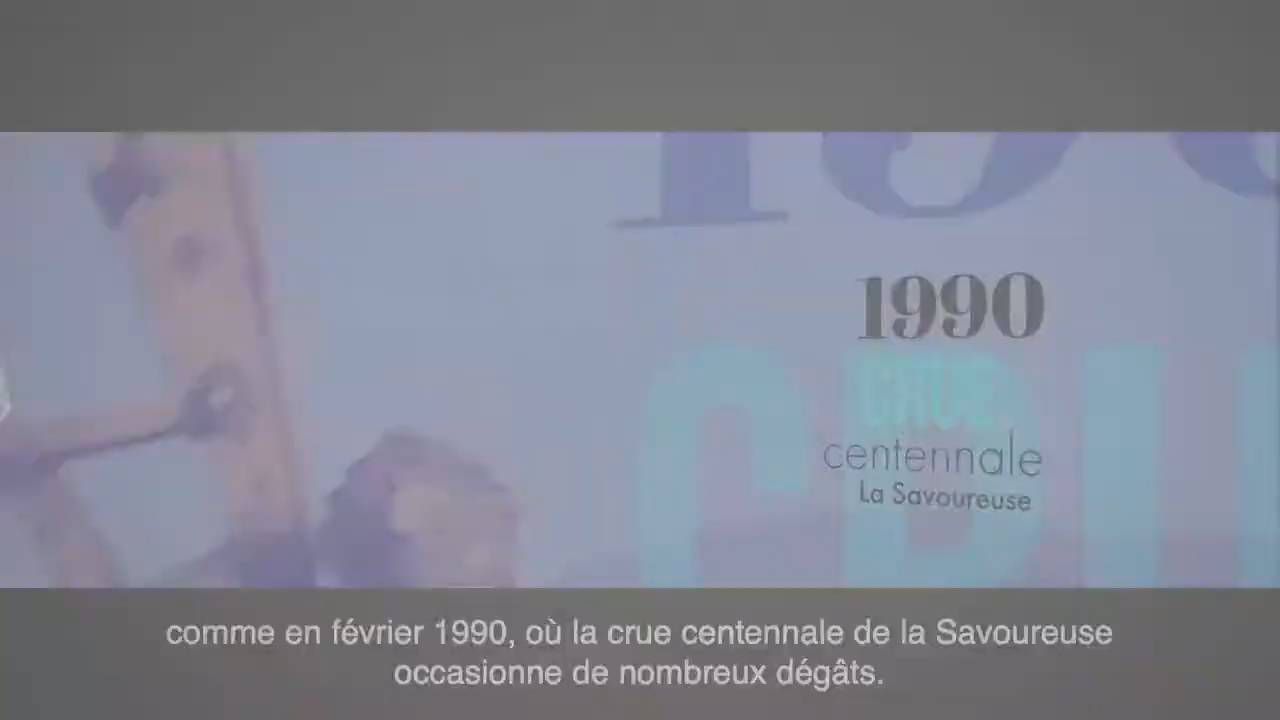 1990
CRUE
centennale
La Savoureuse
comme en février 1990, où la crue centennale de la Savoureuse
occasionne de nombreux dégâts.